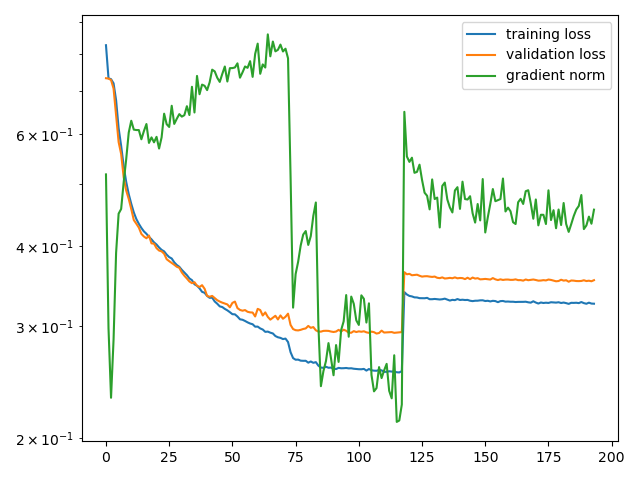 training loss
validation loss
gradient norm
6 × 10⁻¹
4 × 10⁻¹
3 × 10⁻¹
2 × 10⁻¹
0 25 50 75 100 125 150 175 200